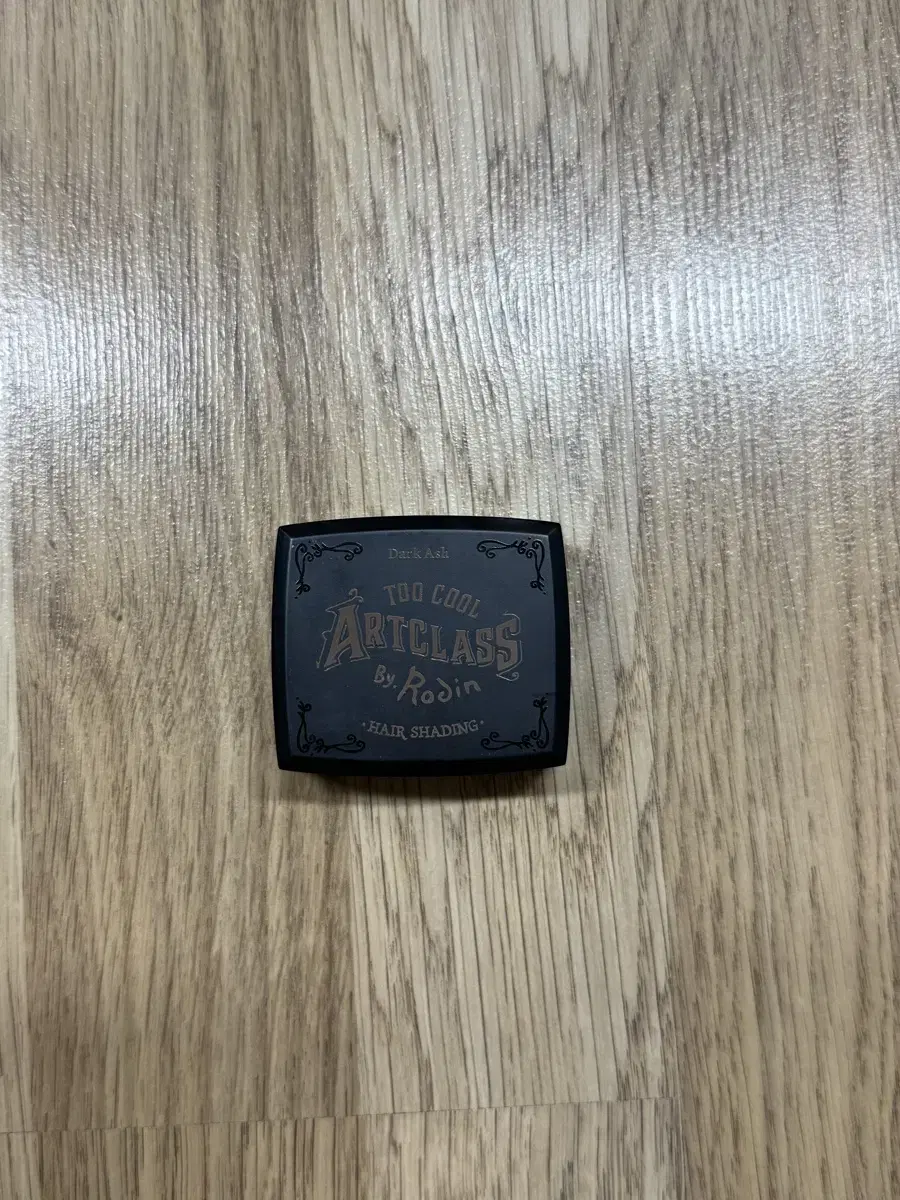 Dark Ash
TOO COOL
ARTCLASS
By. Rodin
·HAIR SHADING·